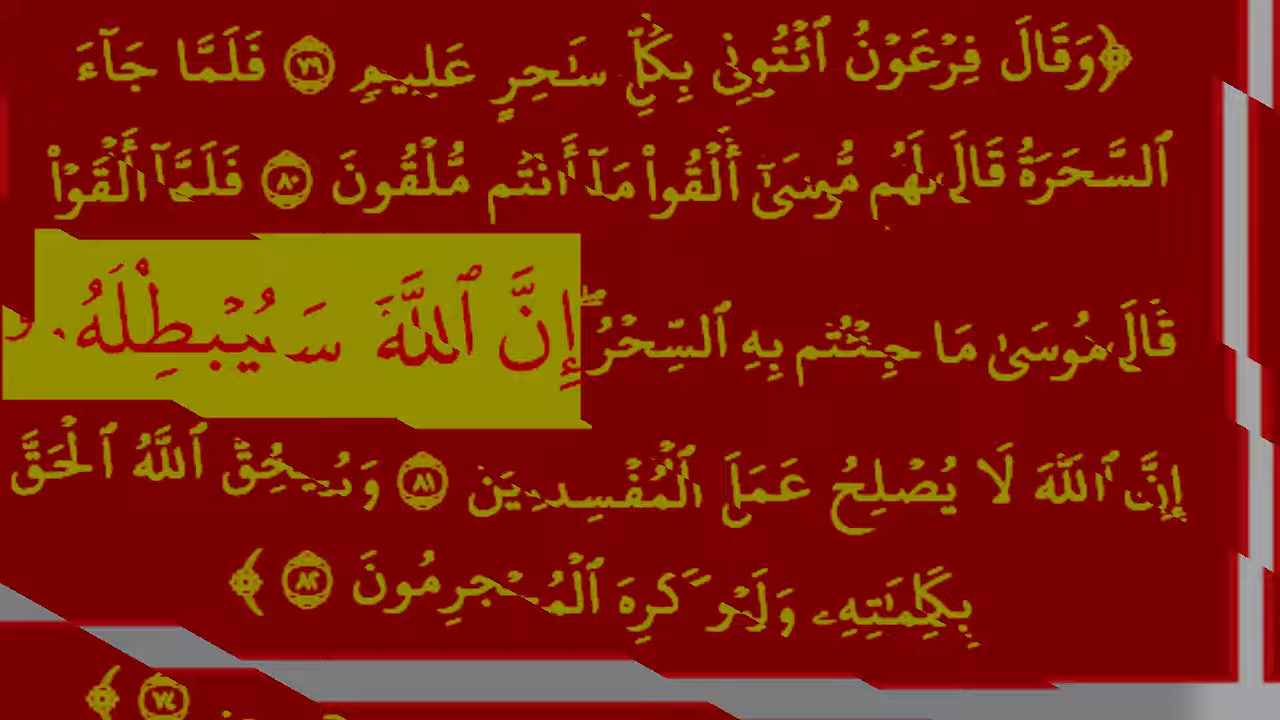 ﴿وَقَالَ فِرْعَوْنُ ٱئْتُونِى بِكُلِّ سَٰحِرٍ عَلِيمٍ ٧٩ فَلَمَّا جَآءَ
ٱلسَّحَرَةُ قَالَ لَهُم مُّوسَىٰٓ أَلْقُوا۟ مَآ أَنتُم مُّلْقُونَ ٨٠ فَلَمَّآ أَلْقَوْا۟
قَالَ مُوسَىٰ مَا جِئْتُم بِهِ ٱلسِّحْرُ ۖ إِنَّ ٱللَّهَ سَيُبْطِلُهُۥٓ
إِنَّ ٱللَّهَ لَا يُصْلِحُ عَمَلَ ٱلْمُفْسِدِينَ ٨١ وَيُحِقُّ ٱللَّهُ ٱلْحَقَّ
بِكَلِمَٰتِهِۦ وَلَوْ كَرِهَ ٱلْمُجْرِمُونَ ٨٢ ﴾